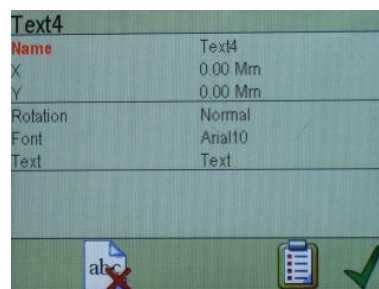 Text4
Name Text4
X 0.00 Mm
Y 0.00 Mm
Rotation Normal
Font Arial10
Text Text
abc